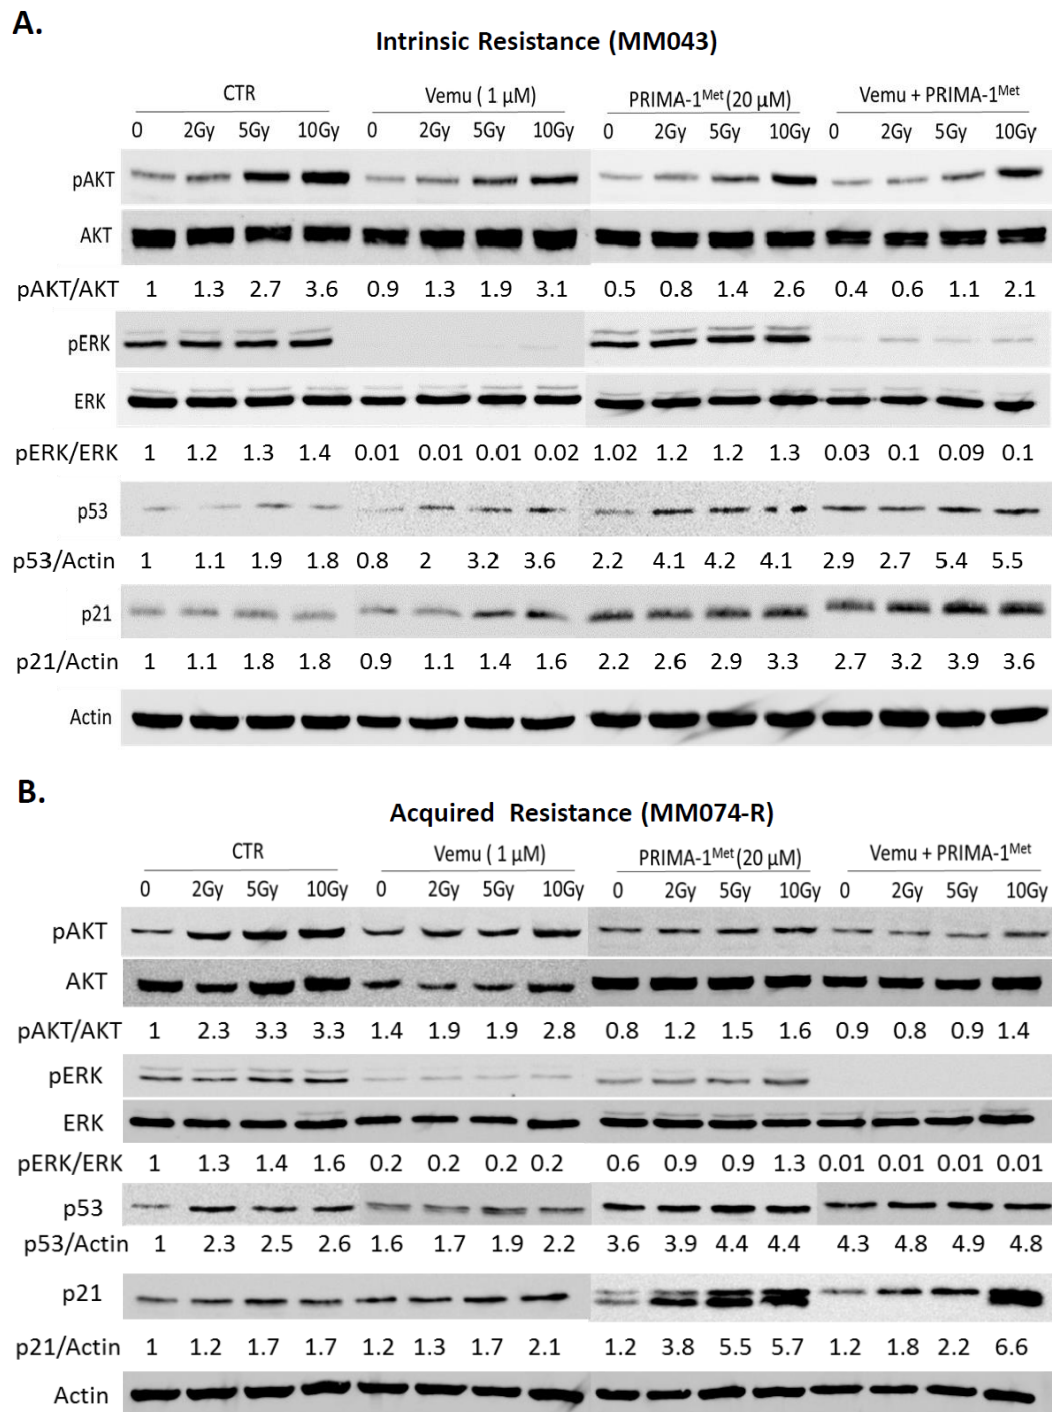 A.
Intrinsic Resistance (MM043)
CTR Vemu ( 1 µM) PRIMA-1Met (20 µM) Vemu + PRIMA-1Met
0 2Gy 5Gy 10Gy 0 2Gy 5Gy 10Gy 0 2Gy 5Gy 10Gy 0 2Gy 5Gy 10Gy
pAKT
AKT
pAKT/AKT 1 1.3 2.7 3.6 0.9 1.3 1.9 3.1 0.5 0.8 1.4 2.6 0.4 0.6 1.1 2.1
pERK
ERK
pERK/ERK 1 1.2 1.3 1.4 0.01 0.01 0.01 0.02 1.02 1.2 1.2 1.3 0.03 0.1 0.09 0.1
p53
p53/Actin 1 1.1 1.9 1.8 0.8 2 3.2 3.6 2.2 4.1 4.2 4.1 2.9 2.7 5.4 5.5
p21
p21/Actin 1 1.1 1.8 1.8 0.9 1.1 1.4 1.6 2.2 2.6 2.9 3.3 2.7 3.2 3.9 3.6
Actin
B.
Acquired Resistance (MM074-R)
CTR Vemu ( 1 µM) PRIMA-1Met (20 µM) Vemu + PRIMA-1Met
0 2Gy 5Gy 10Gy 0 2Gy 5Gy 10Gy 0 2Gy 5Gy 10Gy 0 2Gy 5Gy 10Gy
pAKT
AKT
pAKT/AKT 1 2.3 3.3 3.3 1.4 1.9 1.9 2.8 0.8 1.2 1.5 1.6 0.9 0.8 0.9 1.4
pERK
ERK
pERK/ERK 1 1.3 1.4 1.6 0.2 0.2 0.2 0.2 0.6 0.9 0.9 1.3 0.01 0.01 0.01 0.01
p53
p53/Actin 1 2.3 2.5 2.6 1.6 1.7 1.9 2.2 3.6 3.9 4.4 4.4 4.3 4.8 4.9 4.8
p21
p21/Actin 1 1.2 1.7 1.7 1.2 1.3 1.7 2.1 1.2 3.8 5.5 5.7 1.2 1.8 2.2 6.6
Actin